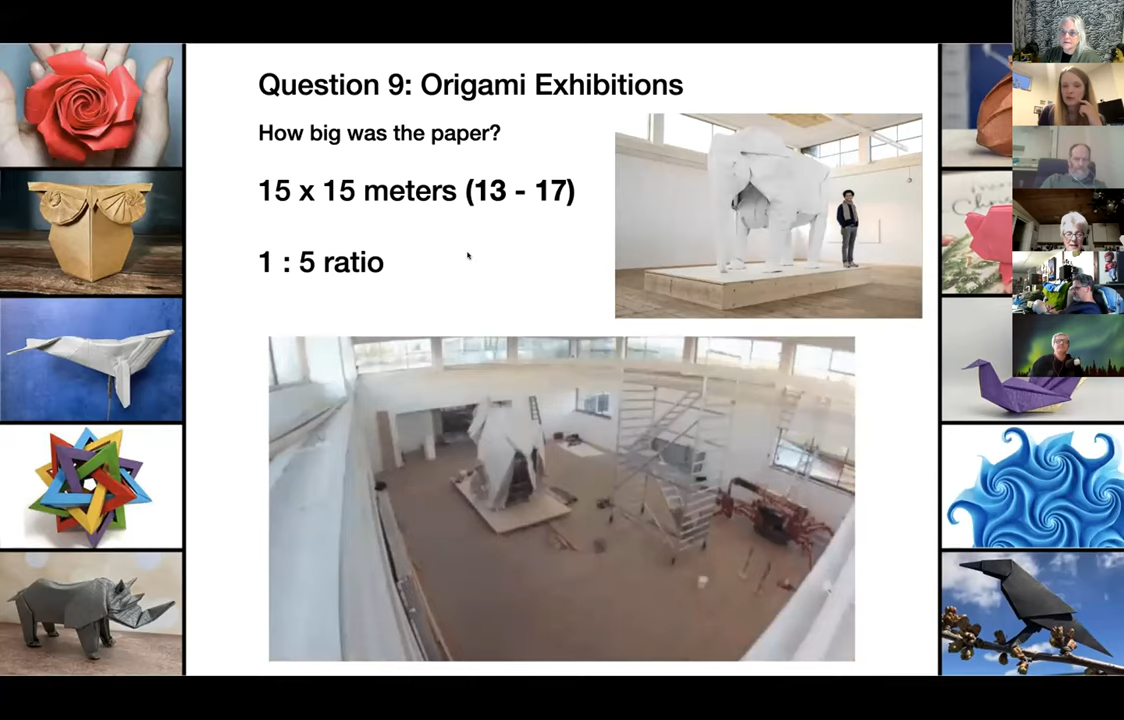 Question 9: Origami Exhibitions
How big was the paper?
15 x 15 meters (13 - 17)
1 : 5 ratio